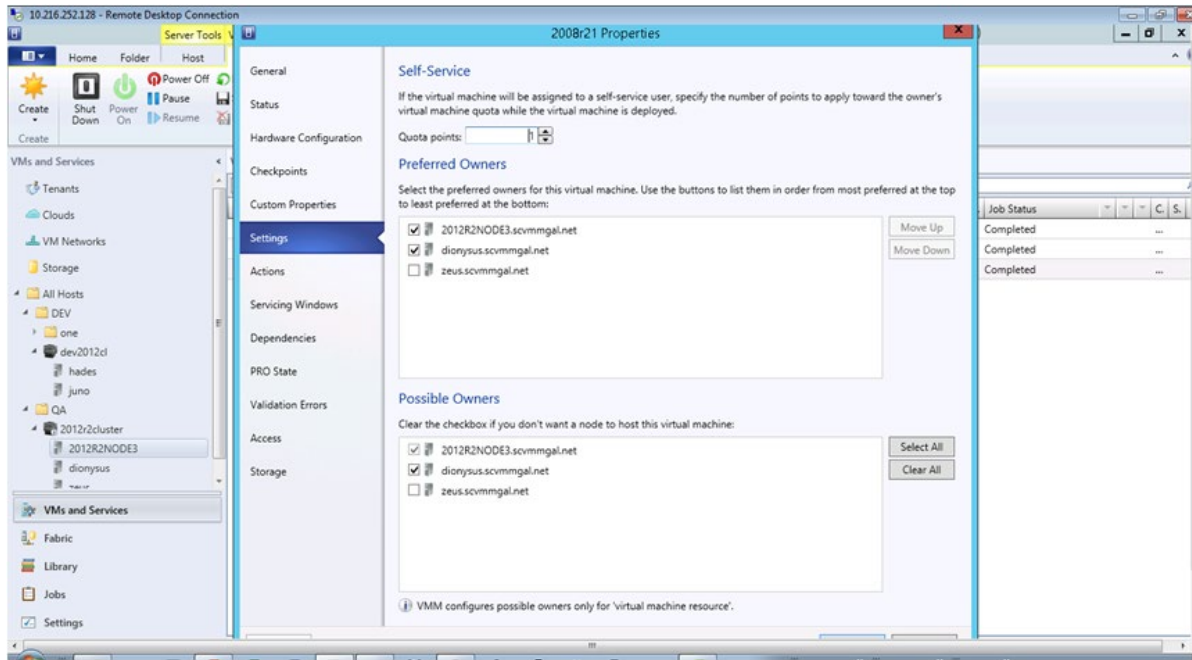 10.216.252.128 - Remote Desktop Connection
Server Tools
2008r21 Properties
Home Folder Host
Power Off
Pause
Resume
Create
Shut Down
Power On
Create
VMs and Services
Tenants
Clouds
VM Networks
Storage
All Hosts
DEV
one
dev2012cl
hades
juno
QA
2012r2cluster
2012R2NODE3
dionysus
VMs and Services
Fabric
Library
Jobs
Settings
General
Status
Hardware Configuration
Checkpoints
Custom Properties
Settings
Actions
Servicing Windows
Dependencies
PRO State
Validation Errors
Access
Storage
Self-Service
If the virtual machine will be assigned to a self-service user, specify the number of points to apply toward the owner's
virtual machine quota while the virtual machine is deployed.
Quota points: 1
Preferred Owners
Select the preferred owners for this virtual machine. Use the buttons to list them in order from most preferred at the top
to least preferred at the bottom:
2012R2NODE3.scvmmgal.net
dionysus.scvmmgal.net
zeus.scvmmgal.net
Move Up
Move Down
Possible Owners
Clear the checkbox if you don't want a node to host this virtual machine:
2012R2NODE3.scvmmgal.net
dionysus.scvmmgal.net
zeus.scvmmgal.net
Select All
Clear All
VMM configures possible owners only for 'virtual machine resource'.
Job Status C. S.
Completed ...
Completed ...
Completed ...